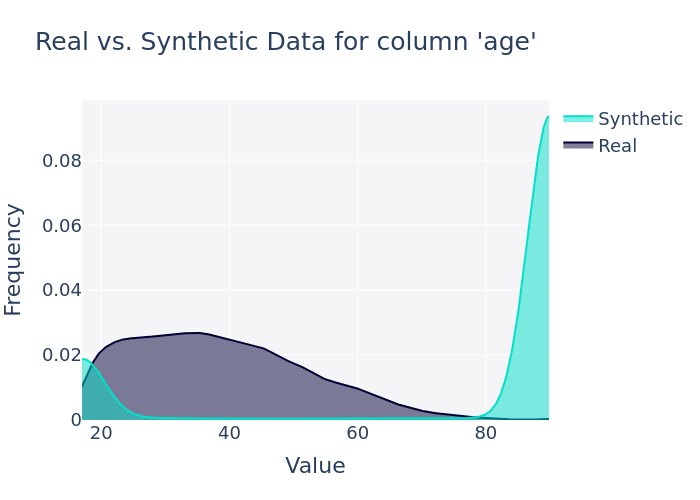 Real vs. Synthetic Data for column 'age'
Synthetic
Real
Frequency
0.08
0.06
0.04
0.02
0
20 40 60 80
Value